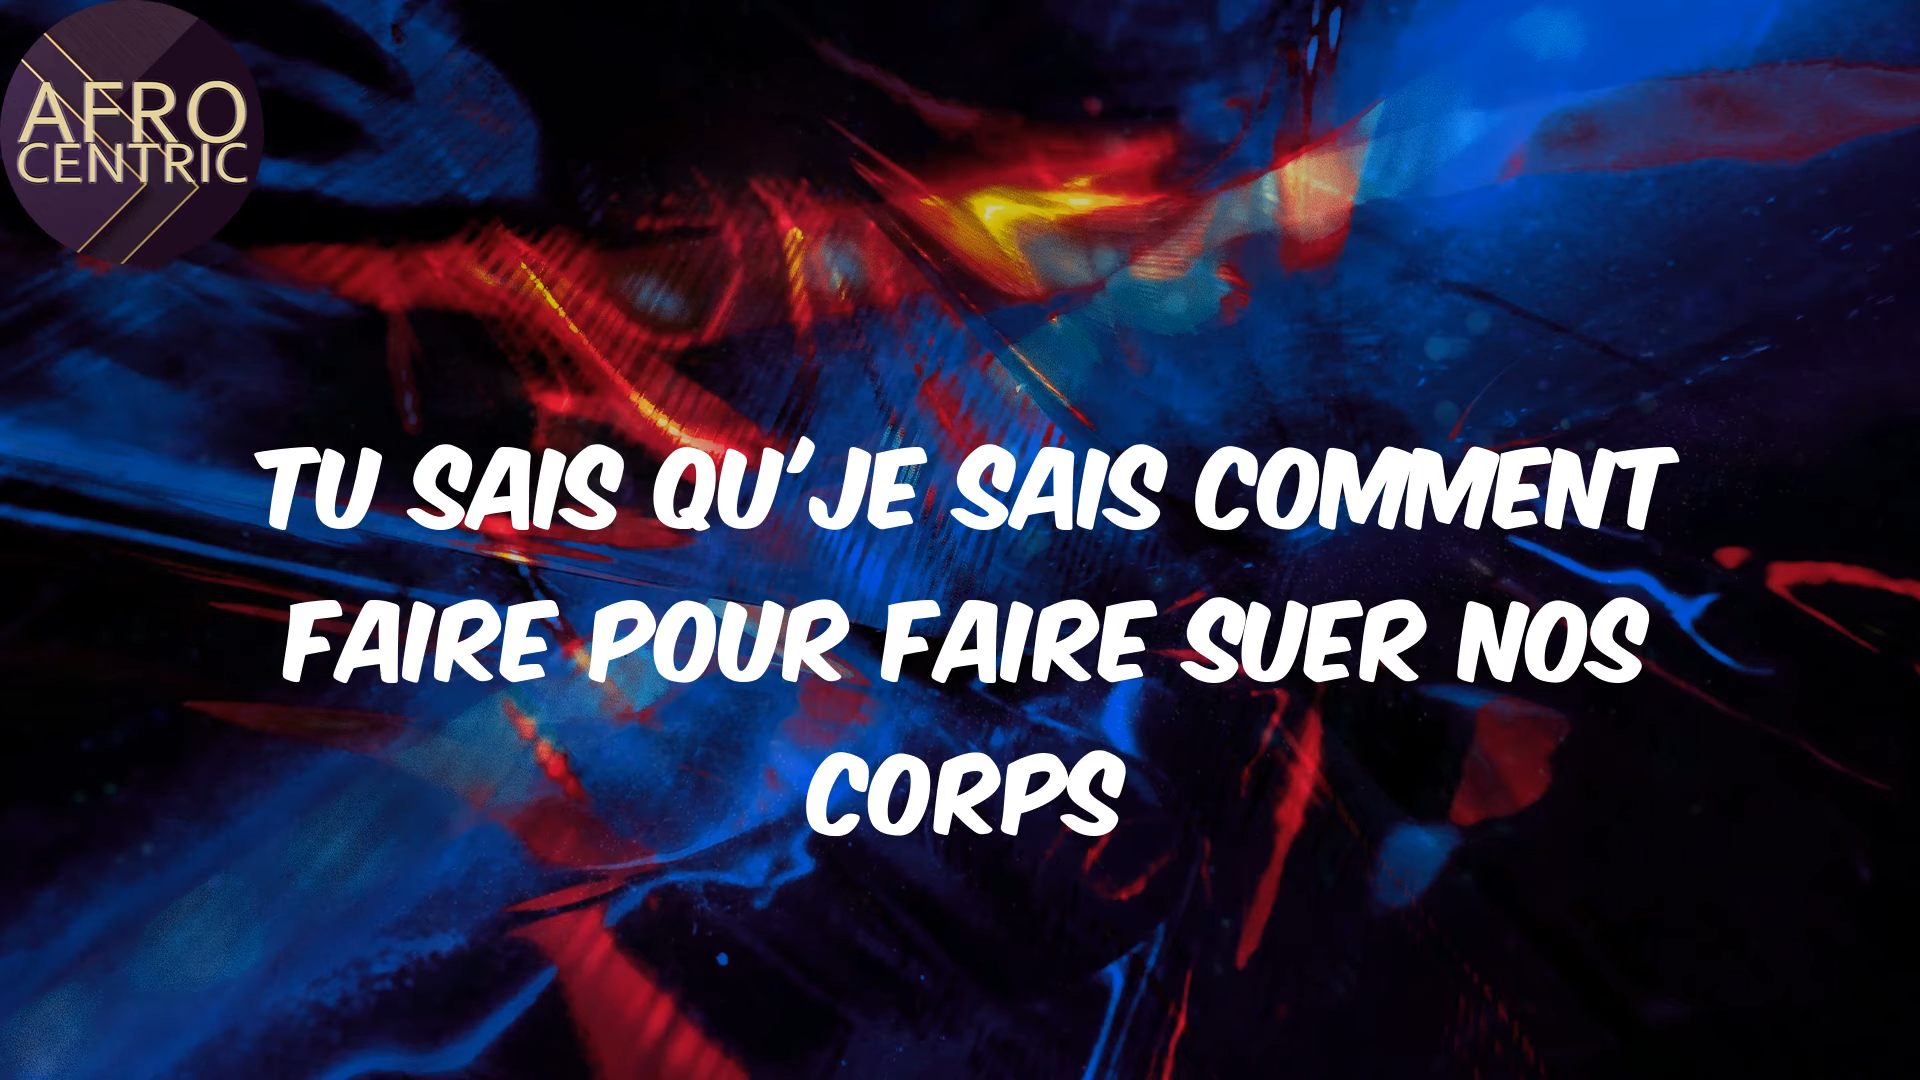 AFRO
CENTRIC
TU SAIS QU'JE SAIS COMMENT
FAIRE POUR FAIRE SUER NOS
CORPS